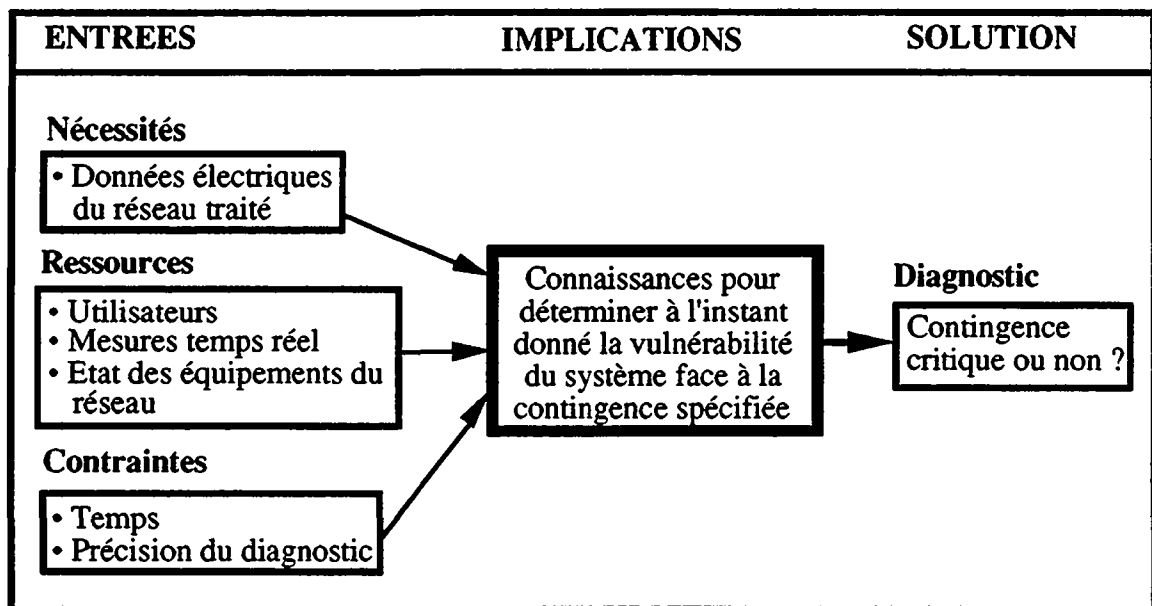 ENTREES IMPLICATIONS SOLUTION
Nécessités
• Données électriques
du réseau traité
Ressources
• Utilisateurs
• Mesures temps réel
• Etat des équipements du
réseau
Contraintes
• Temps
• Précision du diagnostic
Connaissances pour
déterminer à l'instant
donné la vulnérabilité
du système face à la
contingence spécifiée
Diagnostic
Contingence
critique ou non ?